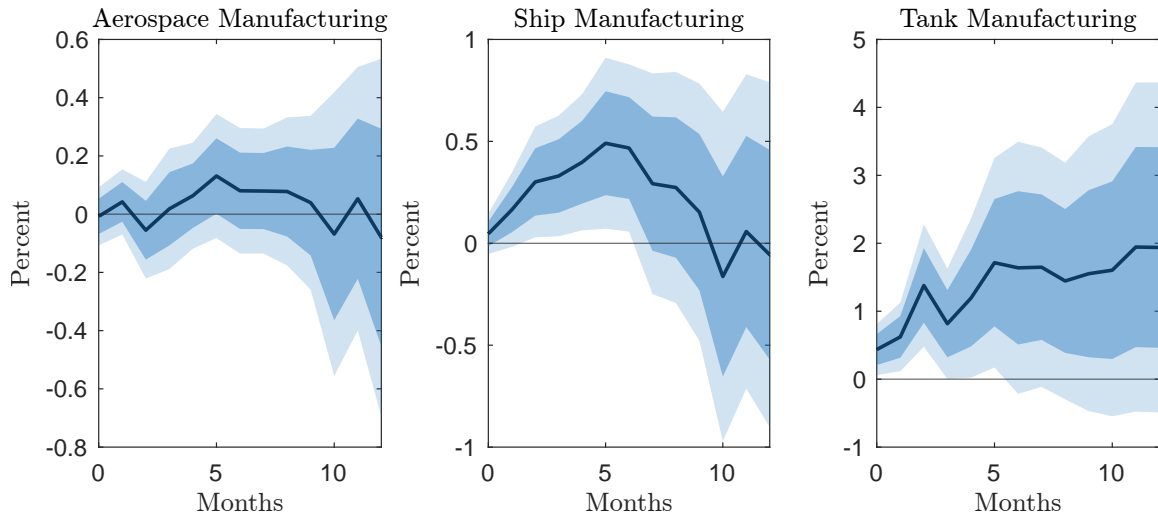 Aerospace Manufacturing
0.6
0.4
0.2
0
-0.2
-0.4
-0.6
-0.8
Percent
0 5 10
Months
Ship Manufacturing
1
0.5
0
-0.5
-1
Percent
0 5 10
Months
Tank Manufacturing
5
4
3
2
1
0
-1
Percent
0 5 10
Months